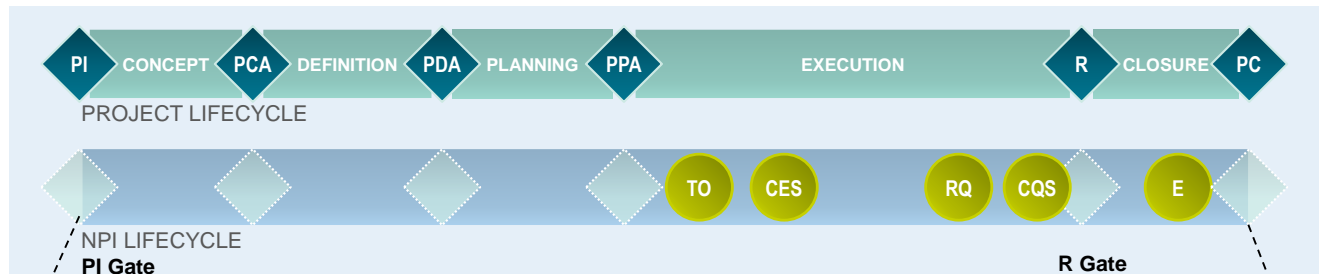 PI CONCEPT PCA DEFINITION PDA PLANNING PPA EXECUTION R CLOSURE PC
PROJECT LIFECYCLE
TO CES RQ CQS E
NPI LIFECYCLE
PI Gate R Gate